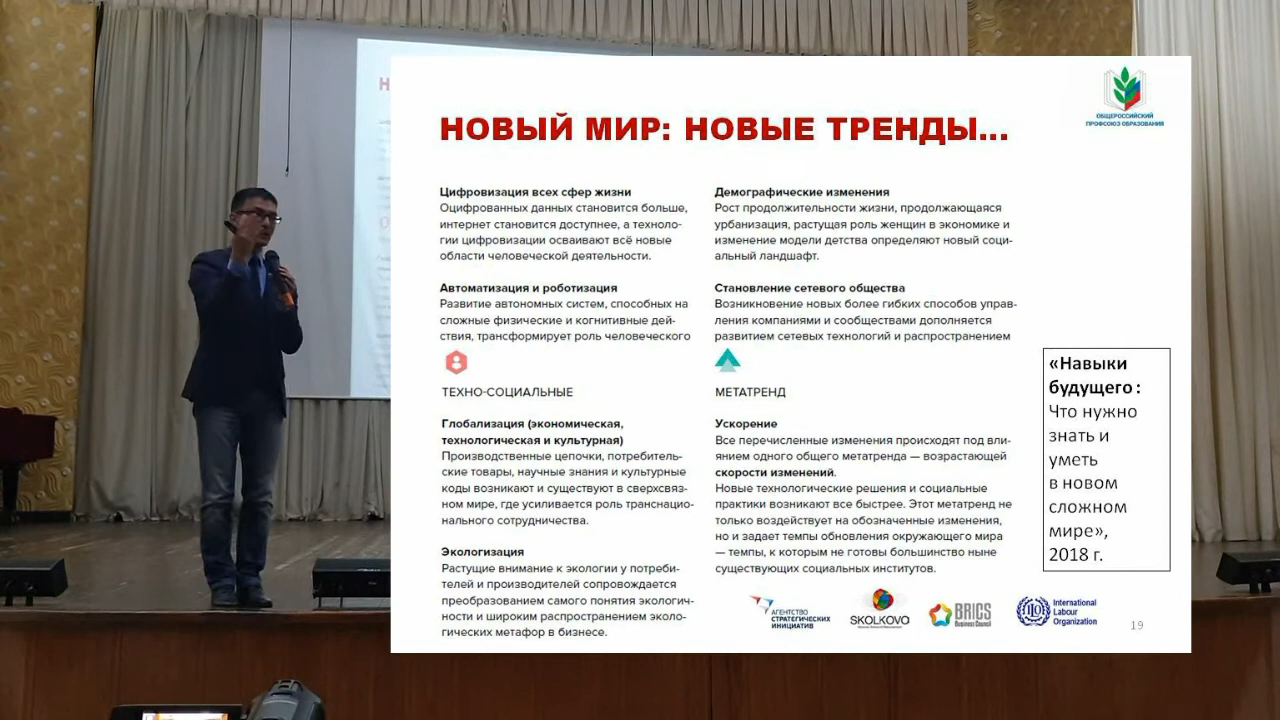 ОБЩЕРОССИЙСКИЙ
ПРОФСОЮЗ ОБРАЗОВАНИЯ
НОВЫЙ МИР: НОВЫЕ ТРЕНДЫ...
Цифровизация всех сфер жизни
Оцифрованных данных становится больше,
интернет становится доступнее, а техноло-
гии цифровизации осваивают всё новые
области человеческой деятельности.
Автоматизация и роботизация
Развитие автономных систем, способных на
сложные физические и когнитивные дей-
ствия, трансформирует роль человеческого
ТЕХНО-СОЦИАЛЬНЫЕ
Глобализация (экономическая,
технологическая и культурная)
Производственные цепочки, потребитель-
ские товары, научные знания и культурные
коды возникают и существуют в сверхсвяз-
ном мире, где усиливается роль транснацио-
нального сотрудничества.
Экологизация
Растущие внимание к экологии у потреби-
телей и производителей сопровождается
преобразованием самого понятия экологич-
ности и широким распространением эколо-
гических метафор в бизнесе.
Демографические изменения
Рост продолжительности жизни, продолжающаяся
урбанизация, растущая роль женщин в экономике и
изменение модели детства определяют новый соци-
альный ландшафт.
Становление сетевого общества
Возникновение новых более гибких способов управ-
ления компаниями и сообществами дополняется
развитием сетевых технологий и распространением
МЕТАТРЕНД
Ускорение
Все перечисленные изменения происходят под вли-
янием одного общего метатренда — возрастающей
скорости изменений.
Новые технологические решения и социальные
практики возникают все быстрее. Этот метатренд не
только воздействует на обозначенные изменения,
но и задает темпы обновления окружающего мира
— темпы, к которым не готовы большинство ныне
существующих социальных институтов.
«Навыки
будущего:
Что нужно
знать и
уметь
в новом
сложном
мире»,
2018 г.
АГЕНТСТВО
СТРАТЕГИЧЕСКИХ
ИНИЦИАТИВ
SKOLKOVO
BRICS
Business Council
International
Labour
Organization
19